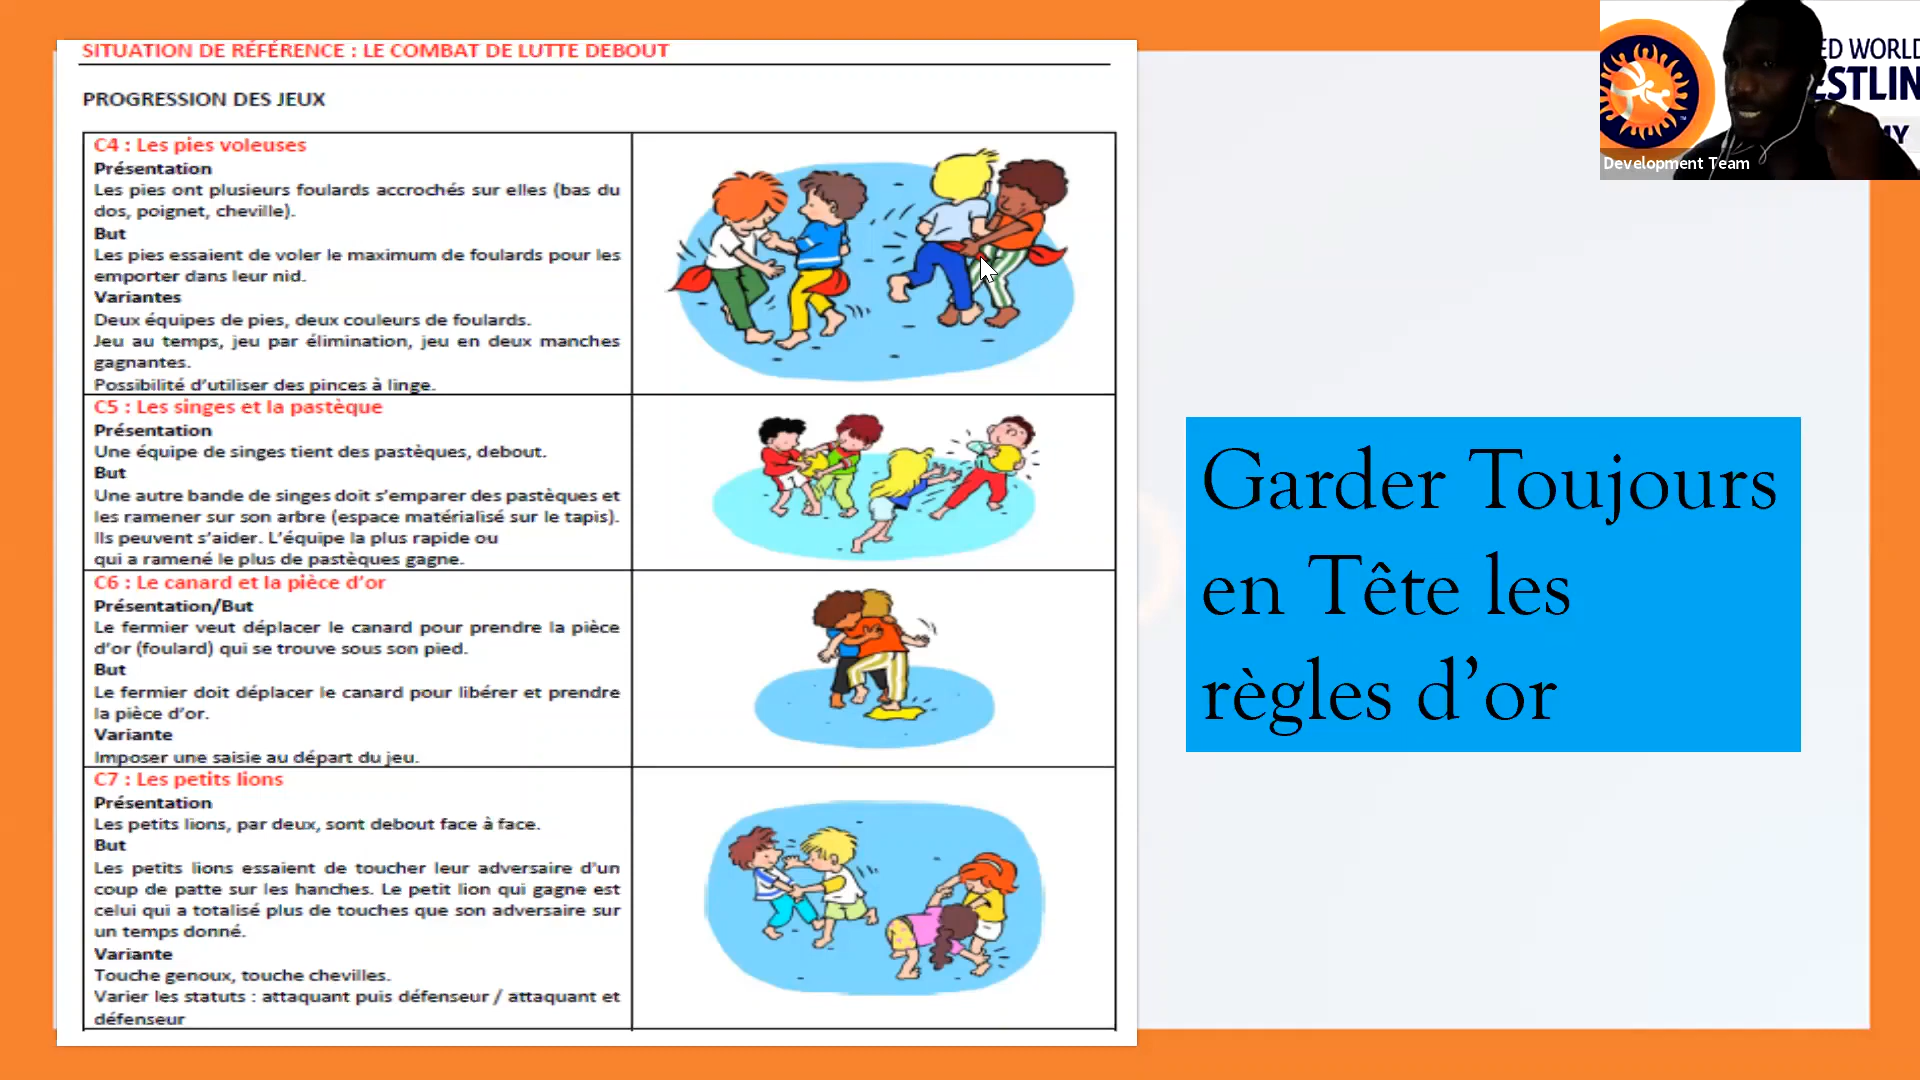 SITUATION DE RÉFÉRENCE : LE COMBAT DE LUTTE DEBOUT
PROGRESSION DES JEUX
C4 : Les pies voleuses
Présentation
Les pies ont plusieurs foulards accrochés sur elles (bas du
dos, poignet, cheville).
But
Les pies essaient de voler le maximum de foulards pour les
emporter dans leur nid.
Variantes
Deux équipes de pies, deux couleurs de foulards.
Jeu au temps, jeu par élimination, jeu en deux manches
gagnantes.
Possibilité d'utiliser des pinces à linge.
C5 : Les singes et la pastèque
Présentation
Une équipe de singes tient des pastèques, debout.
But
Une autre bande de singes doit s'emparer des pastèques et
les ramener sur son arbre (espace matérialisé sur le tapis).
Ils peuvent s'aider. L'équipe la plus rapide ou
qui a ramené le plus de pastèques gagne.
C6 : Le canard et la pièce d'or
Présentation/But
Le fermier veut déplacer le canard pour prendre la pièce
d'or (foulard) qui se trouve sous son pied.
But
Le fermier doit déplacer le canard pour libérer et prendre
la pièce d'or.
Variante
Imposer une saisie au départ du jeu.
C7 : Les petits lions
Présentation
Les petits lions, par deux, sont debout face à face.
But
Les petits lions essaient de toucher leur adversaire d'un
coup de patte sur les hanches. Le petit lion qui gagne est
celui qui a totalisé plus de touches que son adversaire sur
un temps donné.
Variante
Touche genoux, touche chevilles.
Varier les statuts : attaquant puis défenseur / attaquant et
défenseur
Garder Toujours
en Tête les
règles d'or
ED WORLD
ESTLIN
MY
Development Team